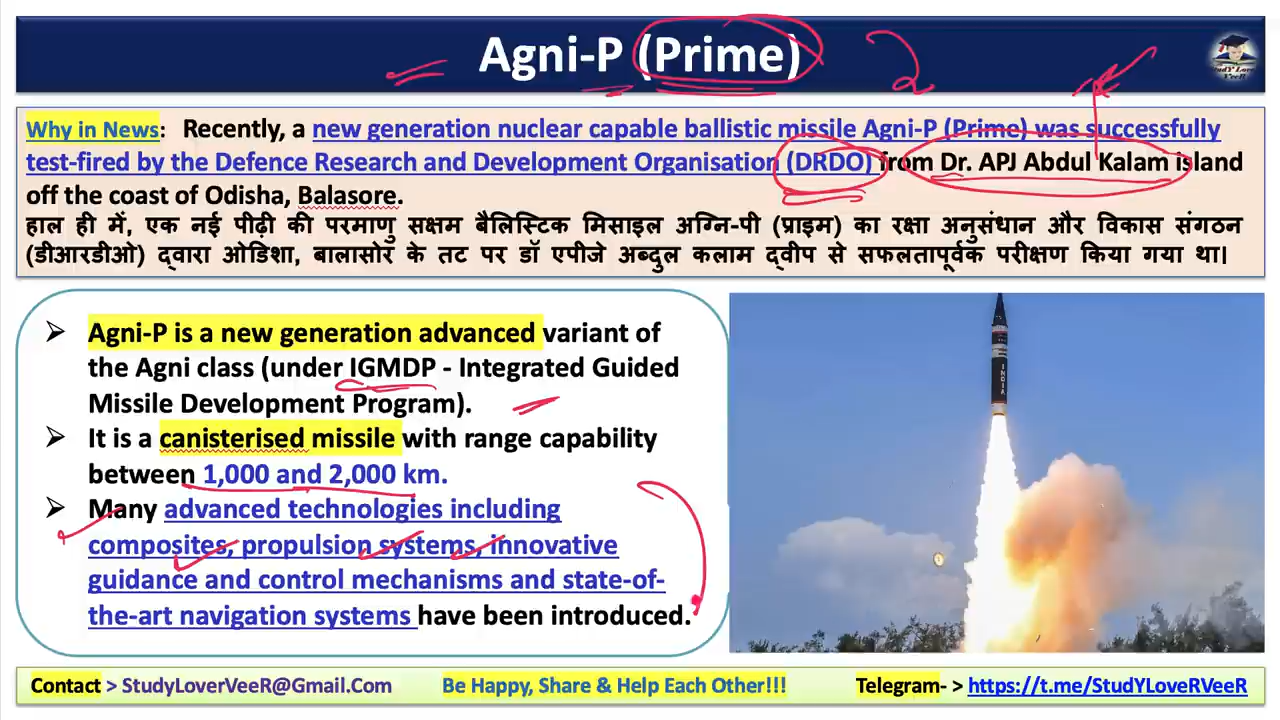 Agni-P (Prime)
2
StudY LoveR
VeeR
Why in News: Recently, a new generation nuclear capable ballistic missile Agni-P (Prime) was successfully
test-fired by the Defence Research and Development Organisation (DRDO) from Dr. APJ Abdul Kalam island
off the coast of Odisha, Balasore.
हाल ही में, एक नई पीढ़ी की परमाणु सक्षम बैलिस्टिक मिसाइल अग्नि-पी (प्राइम) का रक्षा अनुसंधान और विकास संगठन
(डीआरडीओ) द्वारा ओडिशा, बालासोर के तट पर डॉ एपीजे अब्दुल कलाम द्वीप से सफलतापूर्वक परीक्षण किया गया था।
➢ Agni-P is a new generation advanced variant of
the Agni class (under IGMDP - Integrated Guided
Missile Development Program).
➢ It is a canisterised missile with range capability
between 1,000 and 2,000 km.
➢ Many advanced technologies including
composites, propulsion systems, innovative
guidance and control mechanisms and state-of-
the-art navigation systems have been introduced.
INDIA
Contact > StudyLoverVeeR@Gmail.Com Be Happy, Share & Help Each Other!!! Telegram- > https://t.me/StudYLoveRVeeR